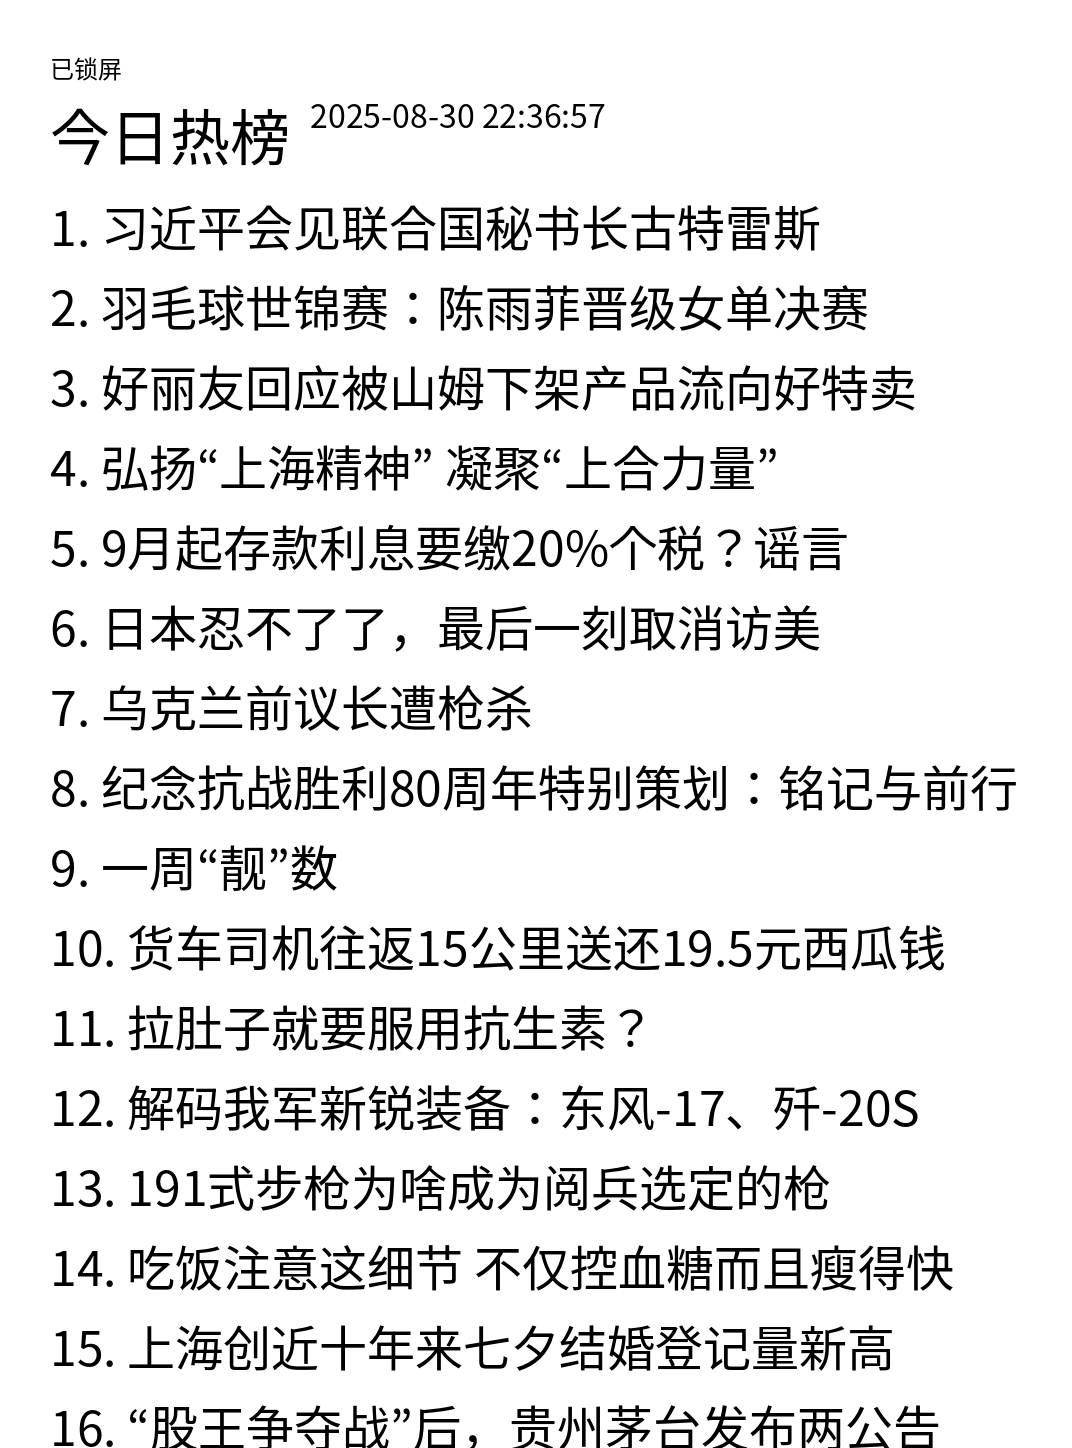 已锁屏
今日热榜 2025-08-30 22:36:57
1. 习近平会见联合国秘书长古特雷斯
2. 羽毛球世锦赛：陈雨菲晋级女单决赛
3. 好丽友回应被山姆下架产品流向好特卖
4. 弘扬“上海精神” 凝聚“上合力量”
5. 9月起存款利息要缴20%个税？谣言
6. 日本忍不了了，最后一刻取消访美
7. 乌克兰前议长遭枪杀
8. 纪念抗战胜利80周年特别策划：铭记与前行
9. 一周“靓”数
10. 货车司机往返15公里送还19.5元西瓜钱
11. 拉肚子就要服用抗生素？
12. 解码我军新锐装备：东风-17、歼-20S
13. 191式步枪为啥成为阅兵选定的枪
14. 吃饭注意这细节 不仅控血糖而且瘦得快
15. 上海创近十年来七夕结婚登记量新高
16. “股王争夺战”后，贵州茅台发布两公告